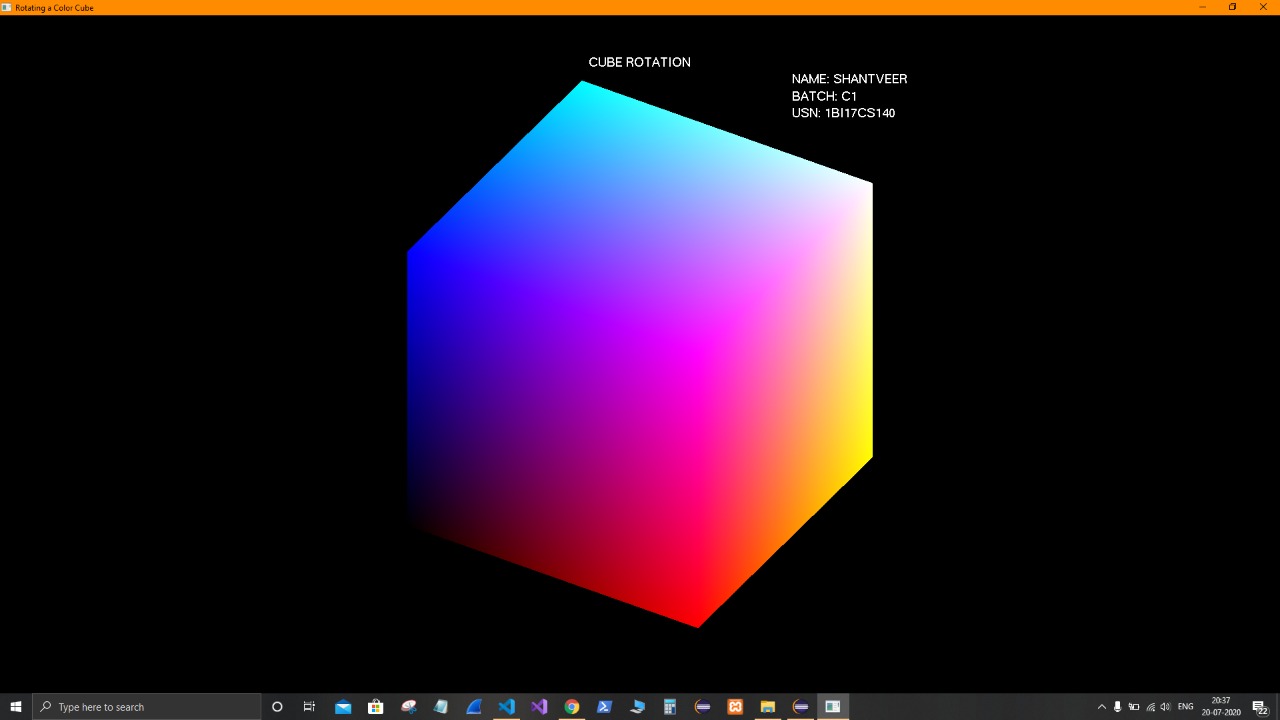 Rotating a Color Cube
CUBE ROTATION
NAME: SHANTVEER
BATCH: C1
USN: 1BI17CS140
Type here to search
ENG
20:37
20-07-2020
22